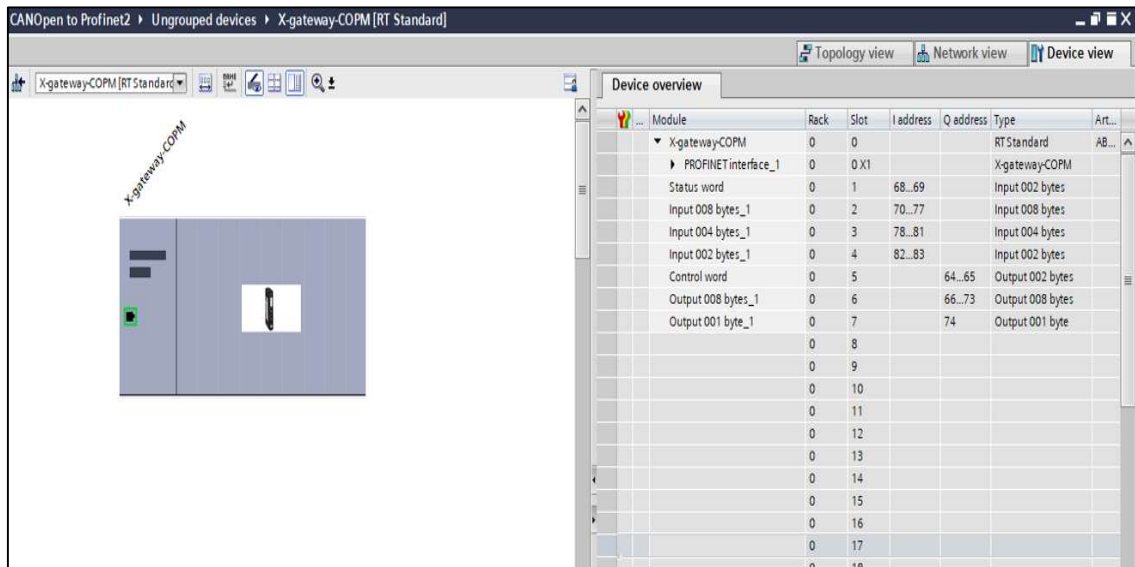 CANOpen to Profinet2 ▸ Ungrouped devices ▸ X-gateway-COPM [RT Standard]
Topology view Network view Device view
X-gateway-COPM [RT Standard]
Device overview
... Module Rack Slot I address Q address Type Art...
X-gateway-COPM 0 0 RT Standard AB...
PROFINET interface_1 0 0 X1 X-gateway-COPM
Status word 0 1 68...69 Input 002 bytes
Input 008 bytes_1 0 2 70...77 Input 008 bytes
Input 004 bytes_1 0 3 78...81 Input 004 bytes
Input 002 bytes_1 0 4 82...83 Input 002 bytes
Control word 0 5 64...65 Output 002 bytes
Output 008 bytes_1 0 6 66...73 Output 008 bytes
Output 001 byte_1 0 7 74 Output 001 byte
0 8
0 9
0 10
0 11
0 12
0 13
0 14
0 15
0 16
0 17
X-gateway-COPM